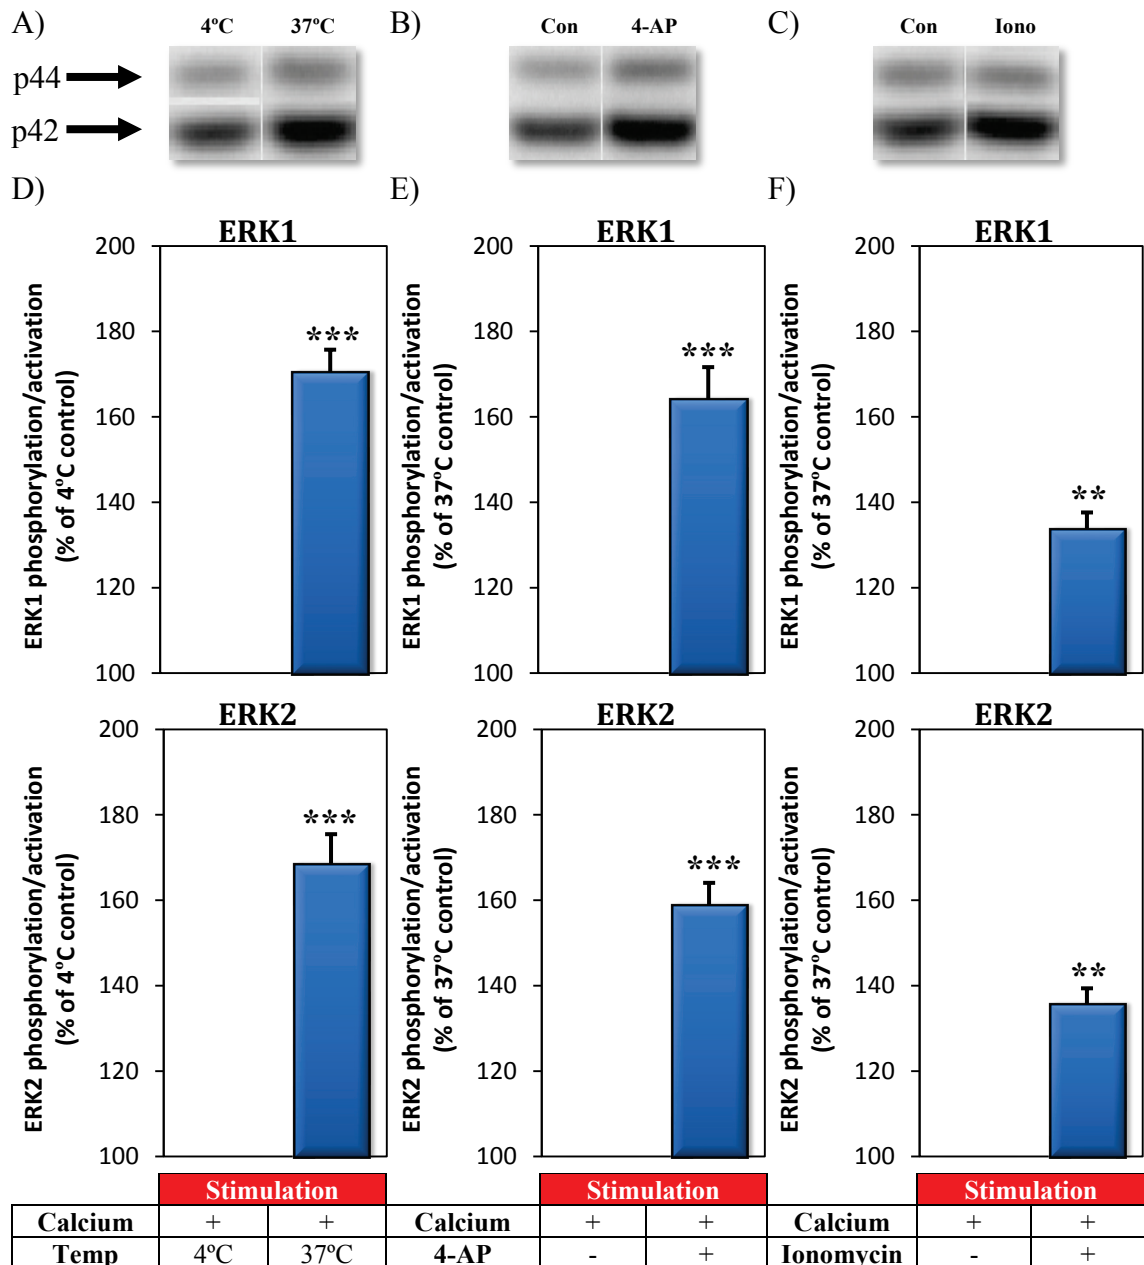 A) 4ºC 37ºC B) Con 4-AP C) Con Iono
p44
p42
D) E) F)
ERK1 ERK1 ERK1
ERK1 phosphorylation/activation
(% of 4ºC control)
200
180
160
140
120
100
***
ERK1 phosphorylation/activation
(% of 37ºC control)
200
180
160
140
120
100
***
ERK1 phosphorylation/activation
(% of 37ºC control)
200
180
160
140
120
100
**
ERK2 ERK2 ERK2
ERK2 phosphorylation/activation
(% of 4ºC control)
200
180
160
140
120
100
***
ERK2 phosphorylation/activation
(% of 37ºC control)
200
180
160
140
120
100
***
ERK2 phosphorylation/activation
(% of 37ºC control)
200
180
160
140
120
100
**
Stimulation Stimulation Stimulation
Calcium + + Calcium + + Calcium + +
Temp 4ºC 37ºC 4-AP - + Ionomycin - +